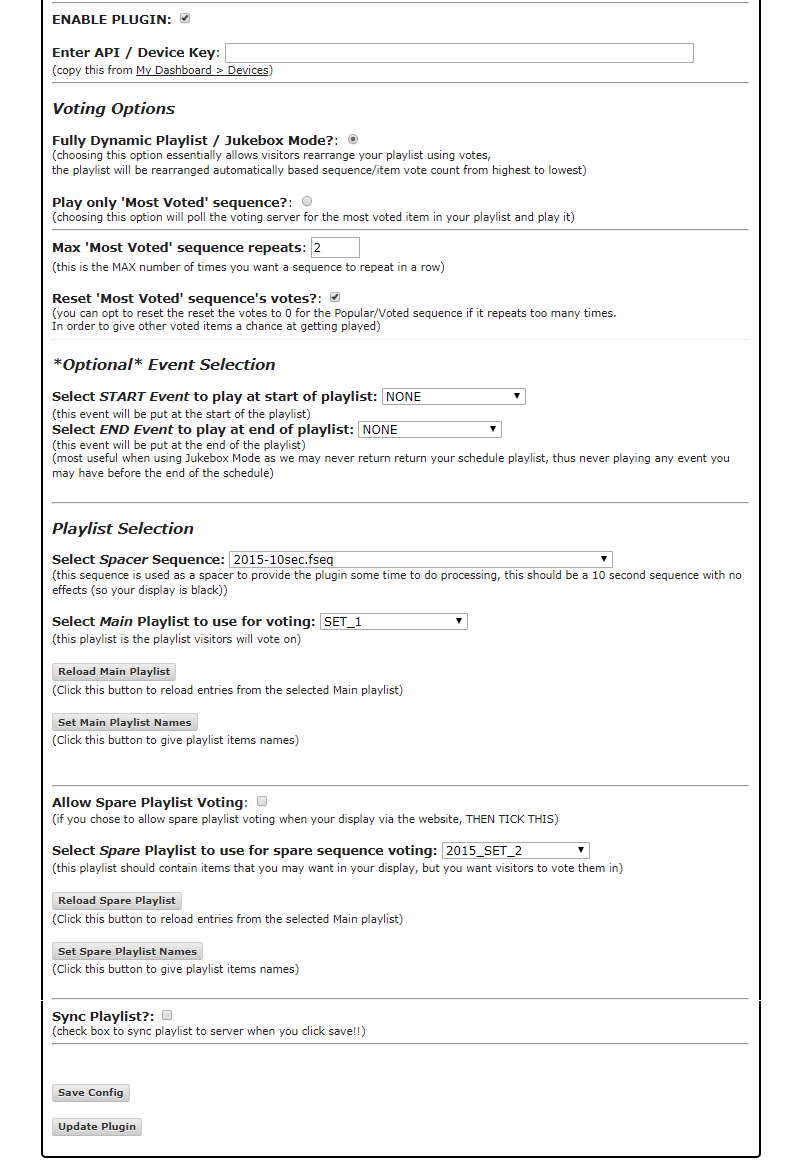 ENABLE PLUGIN:
Enter API / Device Key:
(copy this from My Dashboard > Devices)
Voting Options
Fully Dynamic Playlist / Jukebox Mode?:
(choosing this option essentially allows visitors rearrange your playlist using votes,
the playlist will be rearranged automatically based sequence/item vote count from highest to lowest)
Play only 'Most Voted' sequence?:
(choosing this option will poll the voting server for the most voted item in your playlist and play it)
Max 'Most Voted' sequence repeats: 2
(this is the MAX number of times you want a sequence to repeat in a row)
Reset 'Most Voted' sequence's votes?:
(you can opt to reset the reset the votes to 0 for the Popular/Voted sequence if it repeats too many times.
In order to give other voted items a chance at getting played)
*Optional* Event Selection
Select START Event to play at start of playlist: NONE
(this event will be put at the start of the playlist)
Select END Event to play at end of playlist: NONE
(this event will be put at the end of the playlist)
(most useful when using Jukebox Mode as we may never return return your schedule playlist, thus never playing any event you
may have before the end of the schedule)
Playlist Selection
Select Spacer Sequence: 2015-10sec.fseq
(this sequence is used as a spacer to provide the plugin some time to do processing, this should be a 10 second sequence with no
effects (so your display is black))
Select Main Playlist to use for voting: SET_1
(this playlist is the playlist visitors will vote on)
Reload Main Playlist
(Click this button to reload entries from the selected Main playlist)
Set Main Playlist Names
(Click this button to give playlist items names)
Allow Spare Playlist Voting:
(if you chose to allow spare playlist voting when your display via the website, THEN TICK THIS)
Select Spare Playlist to use for spare sequence voting: 2015_SET_2
(this playlist should contain items that you may want in your display, but you want visitors to vote them in)
Reload Spare Playlist
(Click this button to reload entries from the selected Main playlist)
Set Spare Playlist Names
(Click this button to give playlist items names)
Sync Playlist?:
(check box to sync playlist to server when you click save!!)
Save Config
Update Plugin